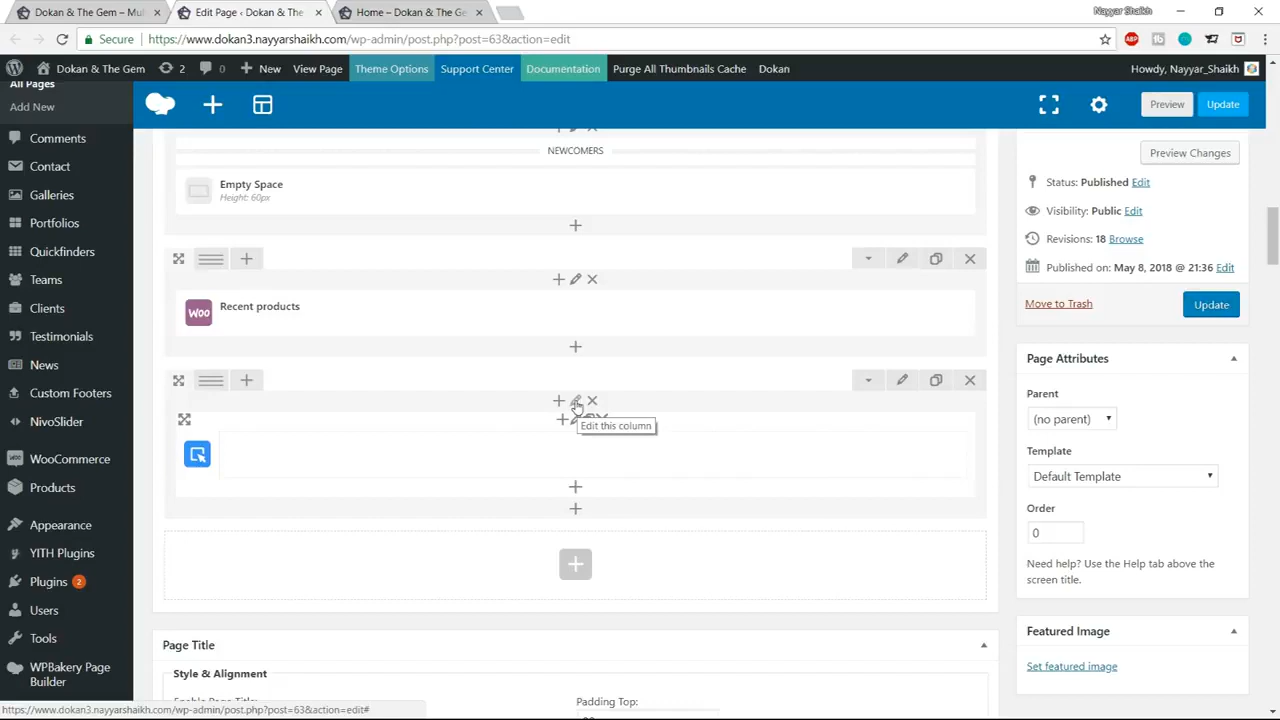 Dokan & The Gem – Mul
Edit Page ‹ Dokan & The
Home – Dokan & The Ge
Nayyar Shaikh
Secure
https://www.dokan3.nayyarshaikh.com/wp-admin/post.php?post=63&action=edit
ABP
Dokan & The Gem
2
0
New
View Page
Theme Options
Support Center
Documentation
Purge All Thumbnails Cache
Dokan
Howdy, Nayyar_Shaikh
All Pages
Add New
Comments
Contact
Galleries
Portfolios
Quickfinders
Teams
Clients
Testimonials
News
Custom Footers
NivoSlider
WooCommerce
Products
Appearance
YITH Plugins
Plugins 2
Users
Tools
WPBakery Page
Builder
Preview
Update
NEWCOMERS
Empty Space
Height: 60px
Woo
Recent products
Edit this column
Page Title
Style & Alignment
Padding Top:
Preview Changes
Status: Published Edit
Visibility: Public Edit
Revisions: 18 Browse
Published on: May 8, 2018 @ 21:36 Edit
Move to Trash
Update
Page Attributes
Parent
(no parent)
Template
Default Template
Order
0
Need help? Use the Help tab above the
screen title.
Featured Image
Set featured image
https://www.dokan3.nayyarshaikh.com/wp-admin/post.php?post=63&action=edit#